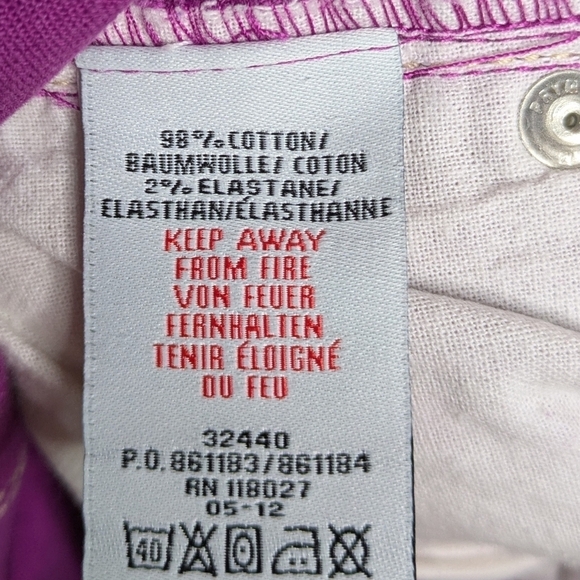 98% COTTON/
BAUMWOLLE/ COTON
2% ELASTANE/
ELASTHAN/ÉLASTHANNE
KEEP AWAY
FROM FIRE
VON FEUER
FERNHALTEN
TENIR ÉLOIGNÉ
DU FEU
32440
P.O. 861183/861184
RN 118027
05-12
40